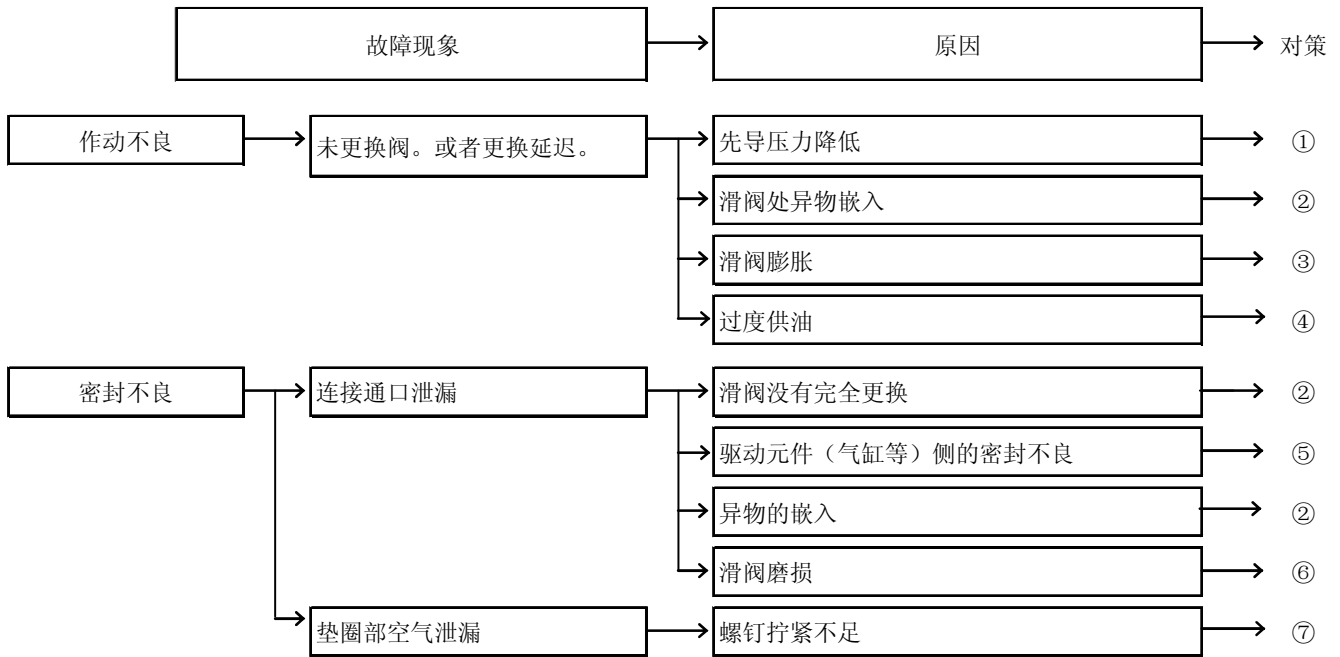 故障现象 原因 对策
作动不良 未更换阀。或者更换延迟。 先导压力降低 ①
滑阀处异物嵌入 ②
滑阀膨胀 ③
过度供油 ④
密封不良 连接通口泄漏 滑阀没有完全更换 ②
驱动元件（气缸等）侧的密封不良 ⑤
异物的嵌入 ②
滑阀磨损 ⑥
垫圈部空气泄漏 螺钉拧紧不足 ⑦